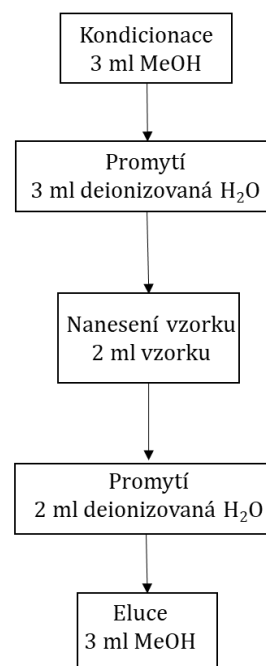 Kondicionace
3 ml MeOH
Promytí
3 ml deionizovaná H₂O
Nanesení vzorku
2 ml vzorku
Promytí
2 ml deionizovaná H₂O
Eluce
3 ml MeOH